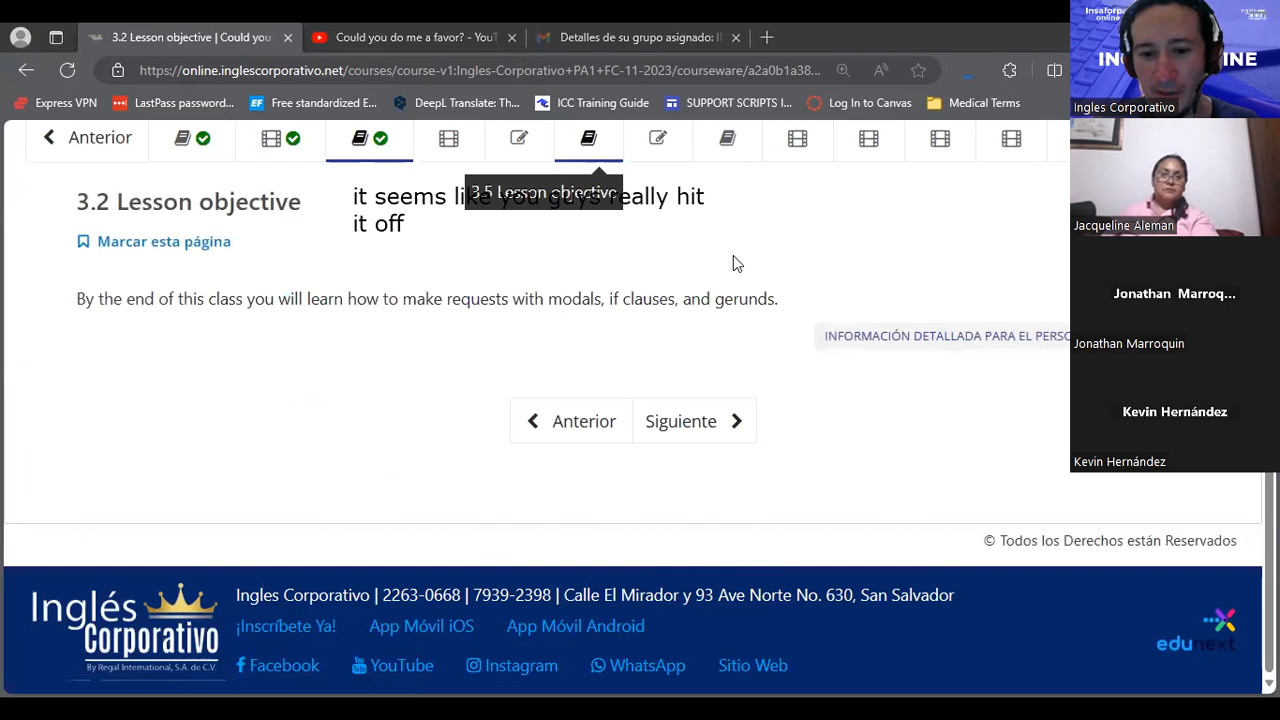 3.2 Lesson objective | Could you
Could you do me a favor? - YouT
Detalles de su grupo asignado: I
https://online.inglescorporativo.net/courses/course-v1:Ingles-Corporativo+PA1+FC-11-2023/courseware/a2a0b1a38...
Express VPN
LastPass password...
Free standardized E...
DeepL Translate: Th...
ICC Training Guide
SUPPORT SCRIPTS I...
Log In to Canvas
Medical Terms
Anterior
3.5 Lesson objective
3.2 Lesson objective
it seems like you guys really hit
it off
Marcar esta página
By the end of this class you will learn how to make requests with modals, if clauses, and gerunds.
INFORMACIÓN DETALLADA PARA EL PERSO
Anterior
Siguiente
© Todos los Derechos están Reservados
Inglés
Corporativo
By Regal International, S.A. de C.V.
Ingles Corporativo | 2263-0668 | 7939-2398 | Calle El Mirador y 93 Ave Norte No. 630, San Salvador
¡Inscríbete Ya!
App Móvil iOS
App Móvil Android
Facebook
YouTube
Instagram
WhatsApp
Sitio Web
edunext
Insaforp
online
Ingles Corporativo
Jacqueline Aleman
Jonathan Marroq...
Jonathan Marroquin
Kevin Hernández
Kevin Hernández